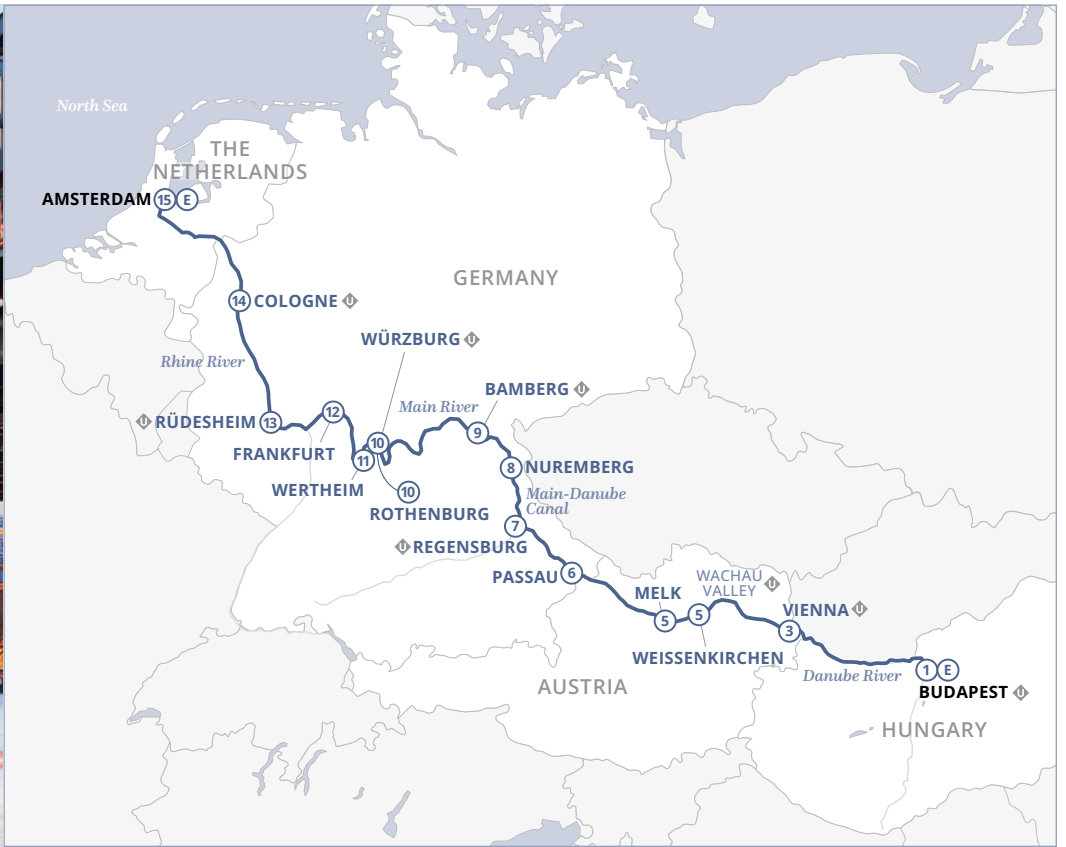 North Sea
THE
NETHERLANDS
AMSTERDAM 15 E
GERMANY
14 COLOGNE U
WÜRZBURG U
Rhine River
BAMBERG U
Main River
12
U RÜDESHEIM 13
9
10
FRANKFURT
11
8 NUREMBERG
WERTHEIM
10
Main-Danube
Canal
ROTHENBURG
7
U REGENSBURG
PASSAU 6
WACHAU
VALLEY U
MELK
5
5
VIENNA U
3
WEISSENKIRCHEN
Danube River
1 E
BUDAPEST U
AUSTRIA
HUNGARY